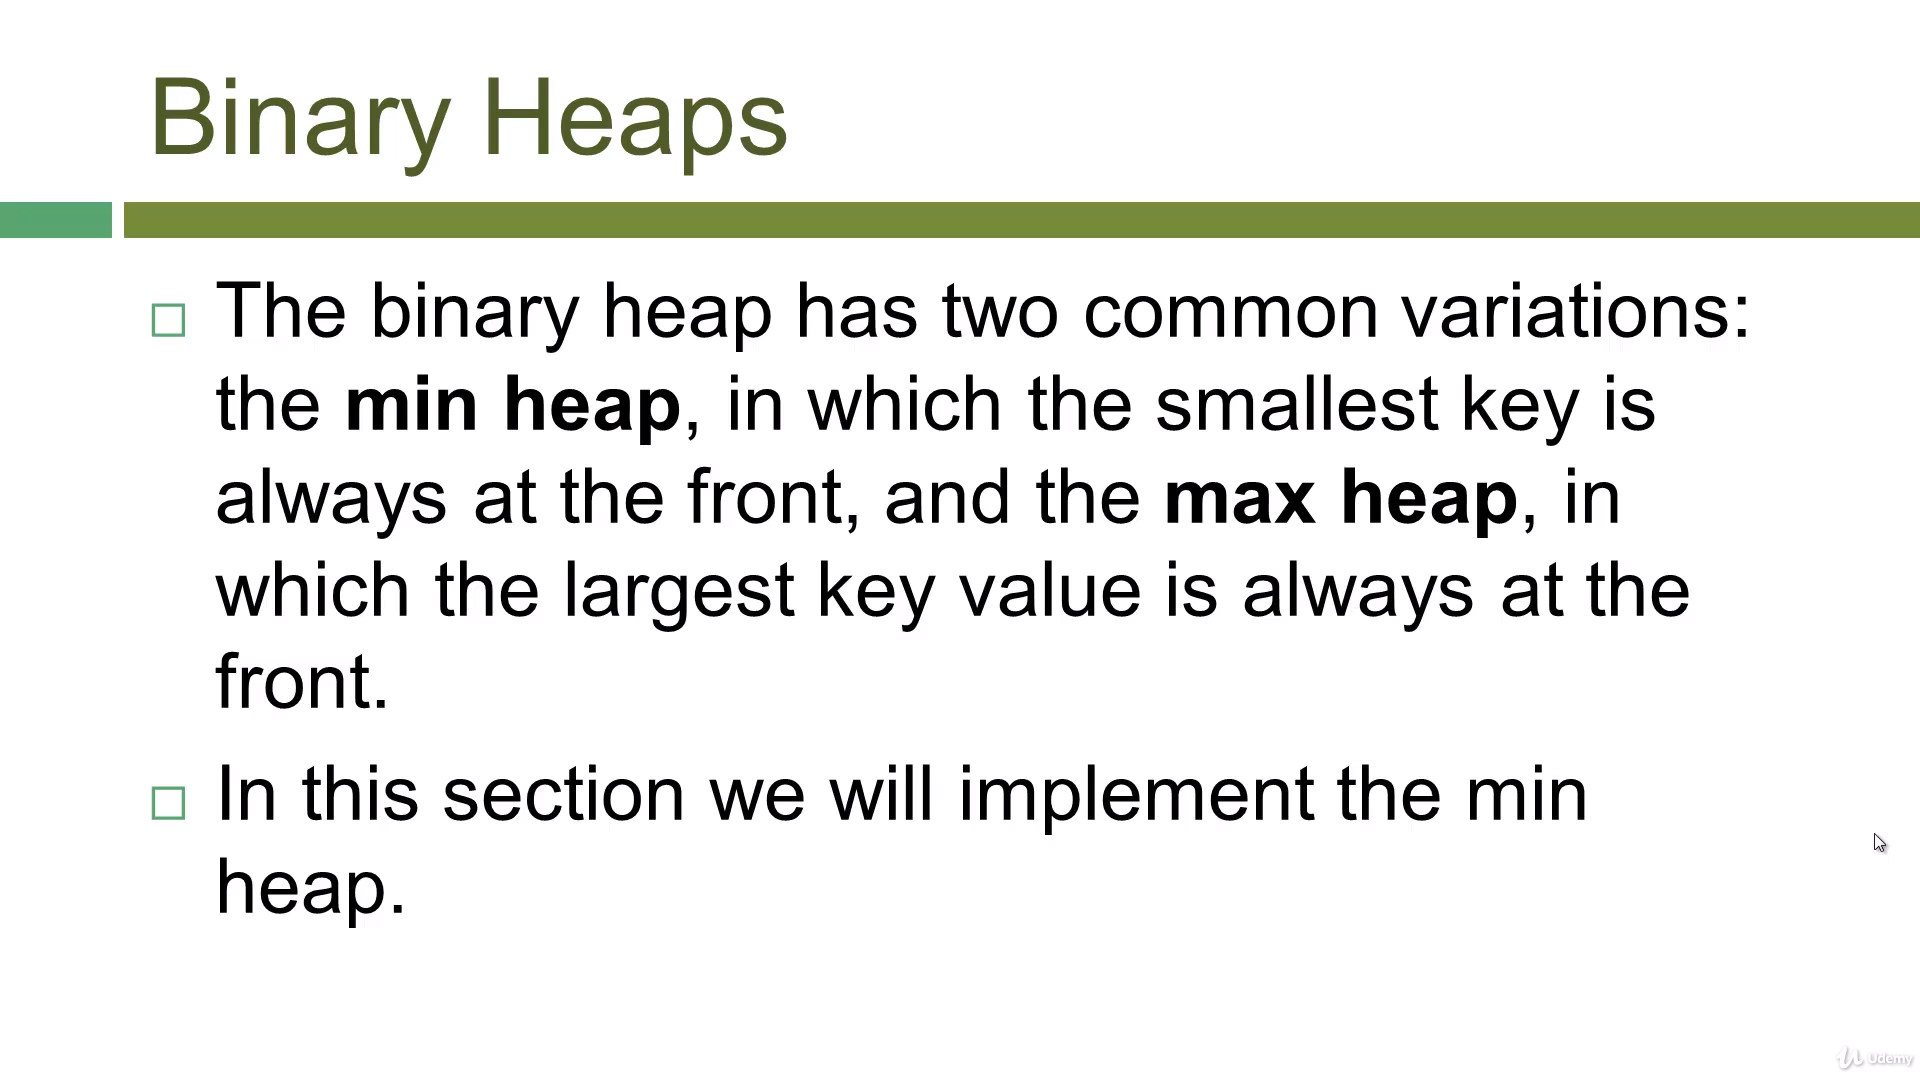 Binary Heaps
The binary heap has two common variations:
the min heap, in which the smallest key is
always at the front, and the max heap, in
which the largest key value is always at the
front.
In this section we will implement the min
heap.
Udemy